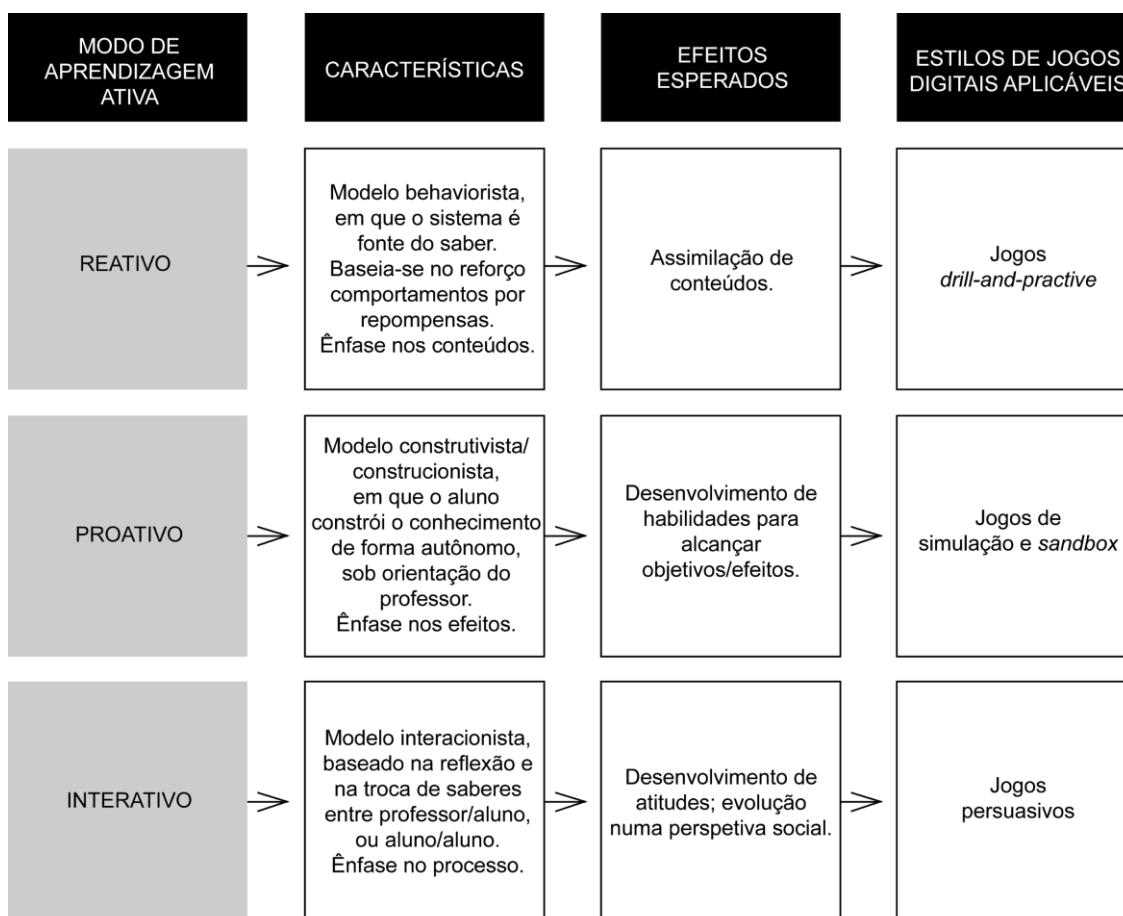 MODO DE
APRENDIZAGEM
ATIVA
CARACTERÍSTICAS
EFEITOS
ESPERADOS
ESTILOS DE JOGOS
DIGITAIS APLICÁVEIS
REATIVO
Modelo behaviorista,
em que o sistema é
fonte do saber.
Baseia-se no reforço
comportamentos por
repompensas.
Ênfase nos conteúdos.
Assimilação de
conteúdos.
Jogos
drill-and-practive
PROATIVO
Modelo construtivista/
construcionista,
em que o aluno
constrói o conhecimento
de forma autônomo,
sob orientação do
professor.
Ênfase nos efeitos.
Desenvolvimento de
habilidades para
alcançar
objetivos/efeitos.
Jogos de
simulação e sandbox
INTERATIVO
Modelo interacionista,
baseado na reflexão e
na troca de saberes
entre professor/aluno,
ou aluno/aluno.
Ênfase no processo.
Desenvolvimento de
atitudes; evolução
numa perspetiva social.
Jogos
persuasivos